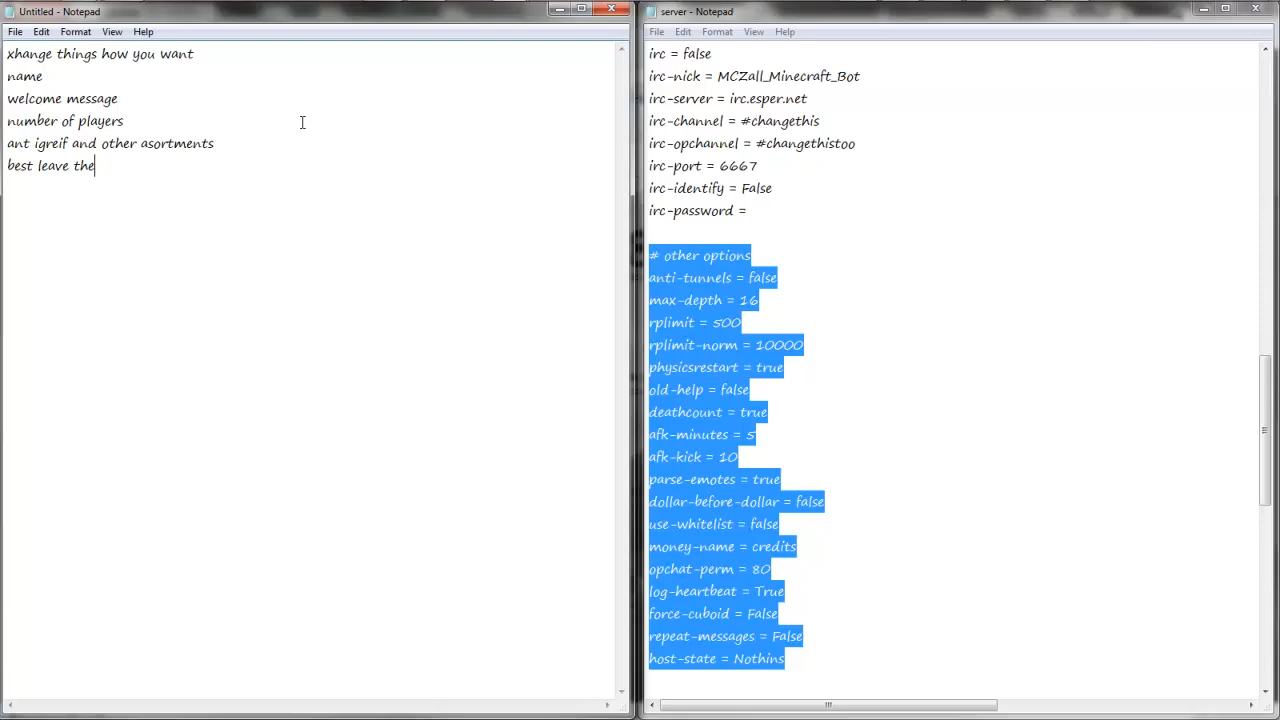 Untitled - Notepad
File Edit Format View Help
xhange things how you want
name
welcome message
number of players
ant igreif and other asortments
best leave the
server - Notepad
File Edit Format View Help
irc = false
irc-nick = MCZall_Minecraft_Bot
irc-server = irc.esper.net
irc-channel = #changethis
irc-opchannel = #changethistoo
irc-port = 6667
irc-identify = False
irc-password =
# other options
anti-tunnels = false
max-depth = 16
rplimit = 500
rplimit-norm = 10000
physicsrestart = true
old-help = false
deathcount = true
afk-minutes = 5
afk-kick = 10
parse-emotes = true
dollar-before-dollar = false
use-whitelist = false
money-name = credits
opchat-perm = 80
log-heartbeat = True
force-cuboid = False
repeat-messages = False
host-state = Nothins